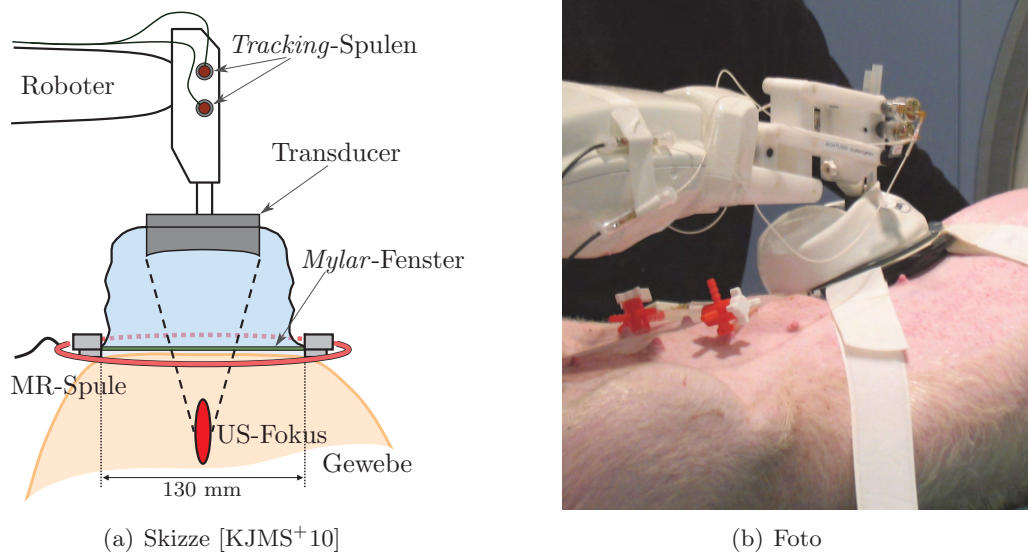 Tracking-Spulen
Roboter
Transducer
Mylar-Fenster
MR-Spule
US-Fokus
Gewebe
130 mm
(a) Skizze [KJMS+10]
(b) Foto